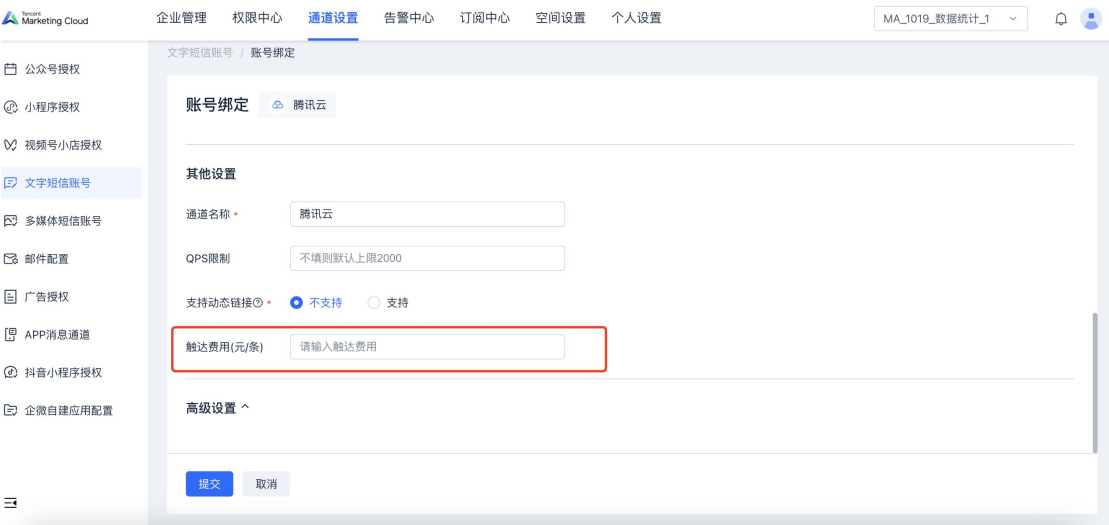 Tencent
Marketing Cloud
企业管理 权限中心 通道设置 告警中心 订阅中心 空间设置 个人设置
MA_1019_数据统计_1
文字短信账号 / 账号绑定
公众号授权
小程序授权
视频号小店授权
文字短信账号
多媒体短信账号
邮件配置
广告授权
APP消息通道
抖音小程序授权
企微自建应用配置
账号绑定 腾讯云
其他设置
通道名称 * 腾讯云
QPS限制 不填则默认上限2000
支持动态链接 * 不支持 支持
触达费用(元/条) 请输入触达费用
高级设置
提交 取消